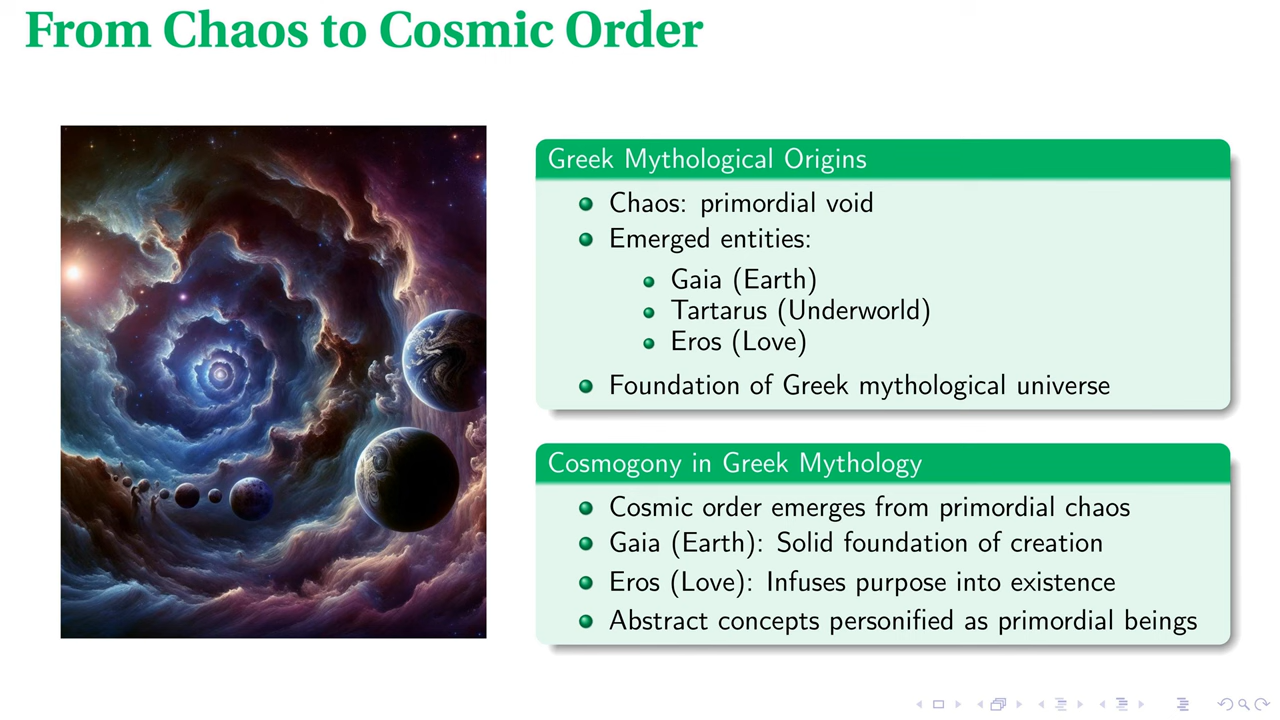 From Chaos to Cosmic Order
Greek Mythological Origins
Chaos: primordial void
Emerged entities:
Gaia (Earth)
Tartarus (Underworld)
Eros (Love)
Foundation of Greek mythological universe
Cosmogony in Greek Mythology
Cosmic order emerges from primordial chaos
Gaia (Earth): Solid foundation of creation
Eros (Love): Infuses purpose into existence
Abstract concepts personified as primordial beings